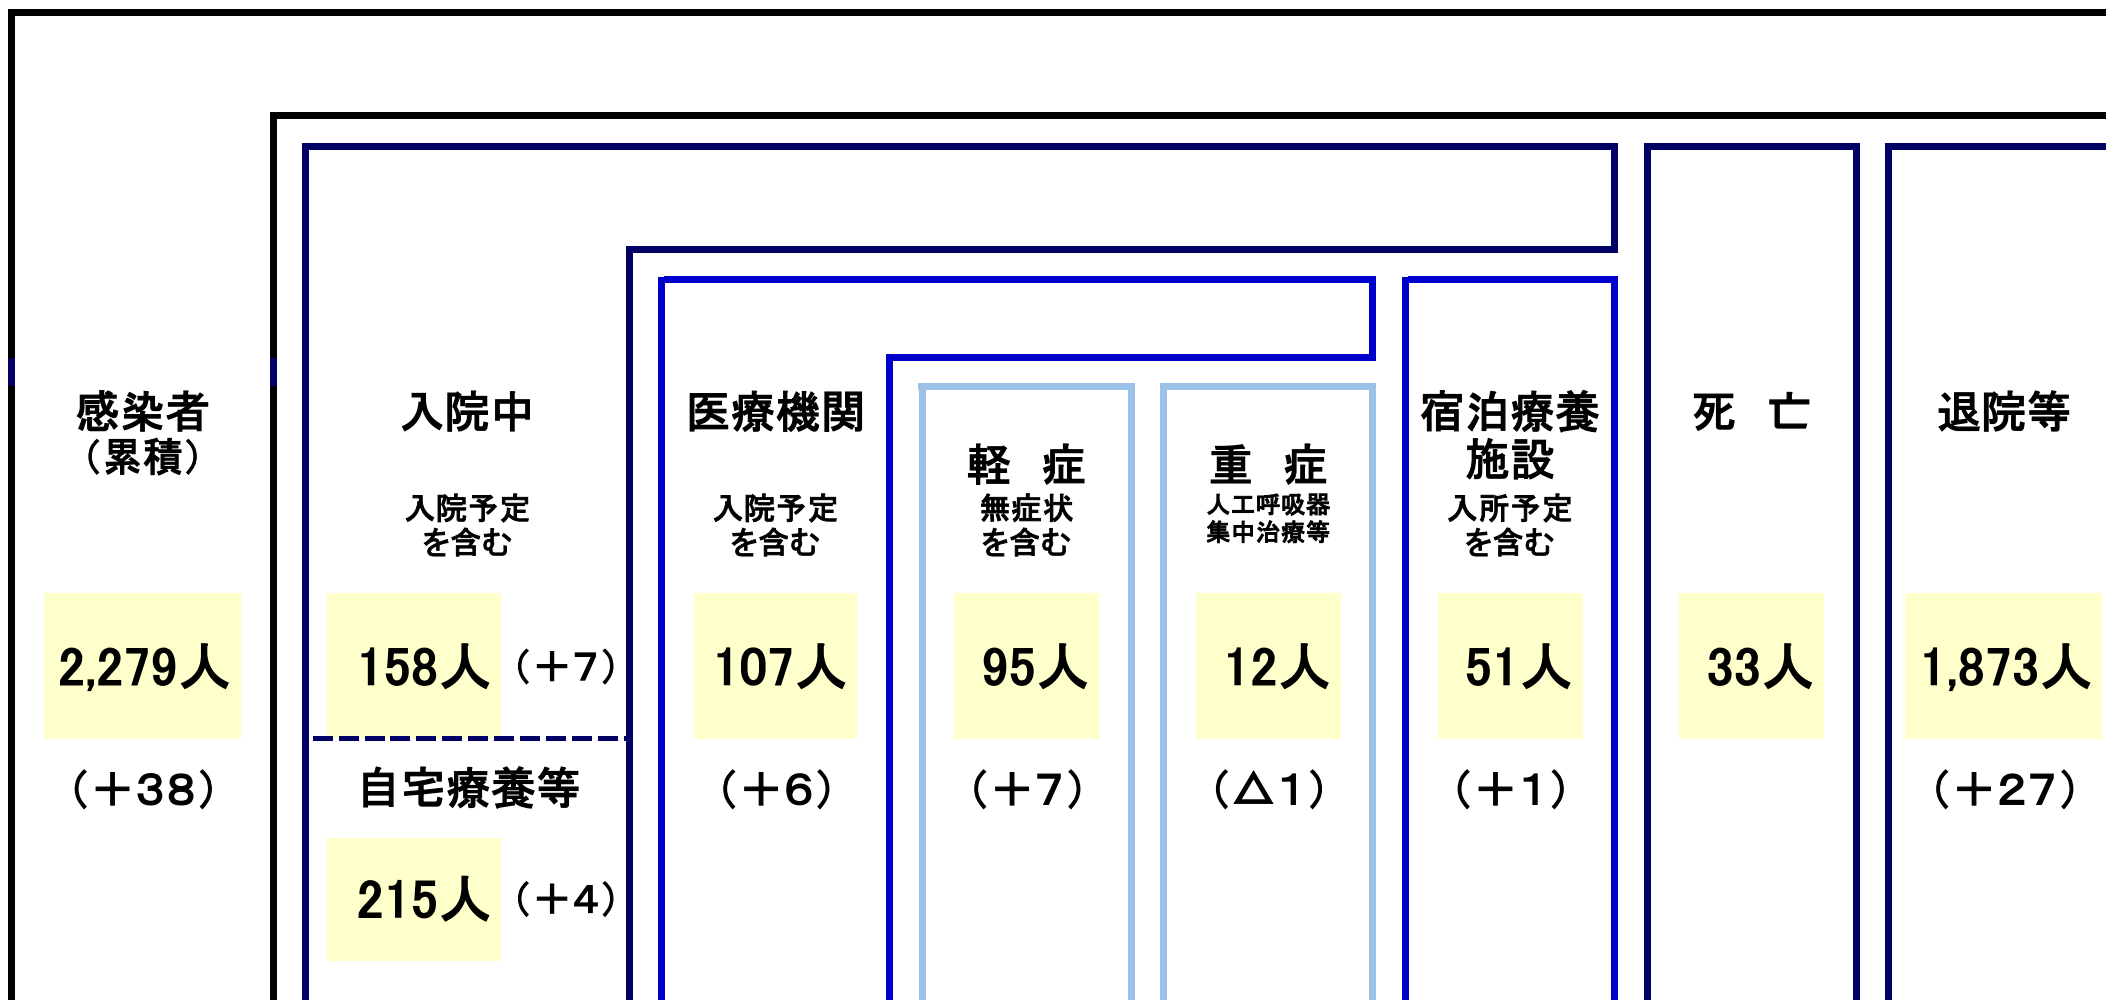 感染者
（累積）
2,279人
（＋38）
入院中
入院予定
を含む
158人（＋7）
自宅療養等
215人（＋4）
医療機関
入院予定
を含む
107人
（＋6）
軽　症
無症状
を含む
95人
（＋7）
重　症
人工呼吸器
集中治療等
12人
（△1）
宿泊療養
施設
入所予定
を含む
51人
（＋1）
死　亡
33人
退院等
1,873人
（＋27）